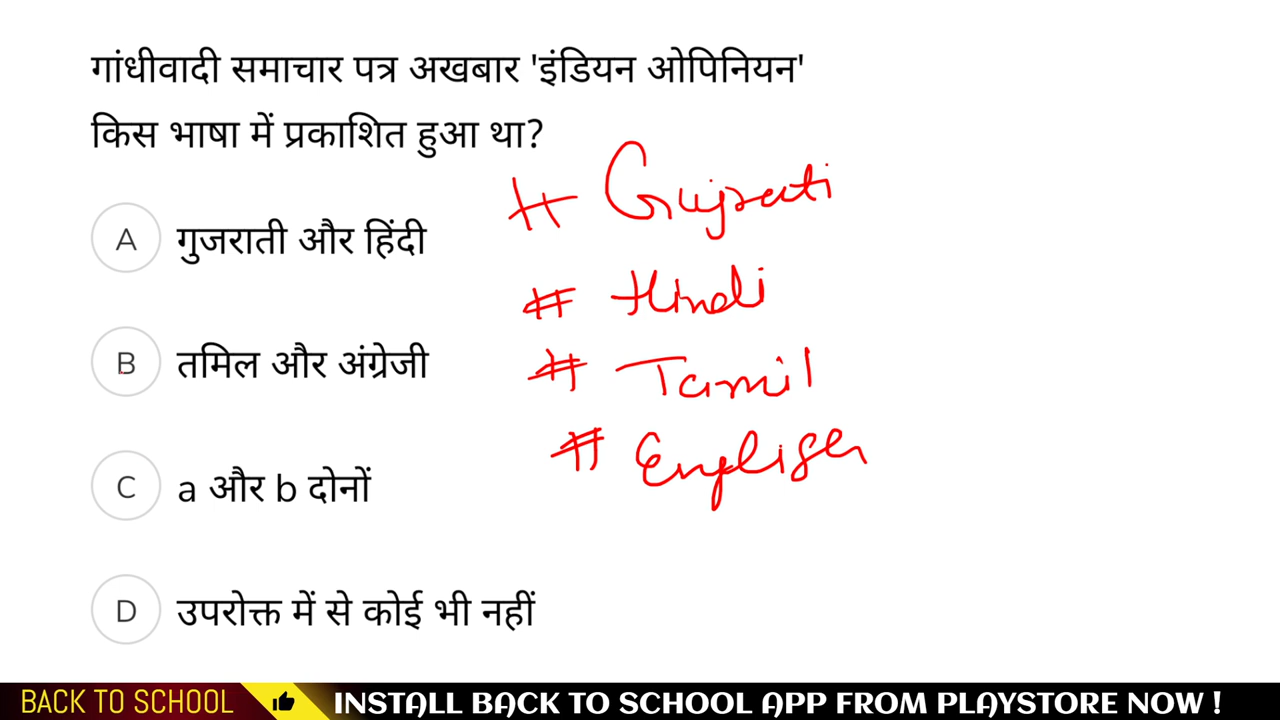 गांधीवादी समाचार पत्र अखबार 'इंडियन ओपिनियन'
किस भाषा में प्रकाशित हुआ था?
A गुजराती और हिंदी
B तमिल और अंग्रेजी
C a और b दोनों
D उपरोक्त में से कोई भी नहीं
# Gujrati
# Hindi
# Tamil
# English
BACK TO SCHOOL INSTALL BACK TO SCHOOL APP FROM PLAYSTORE NOW !